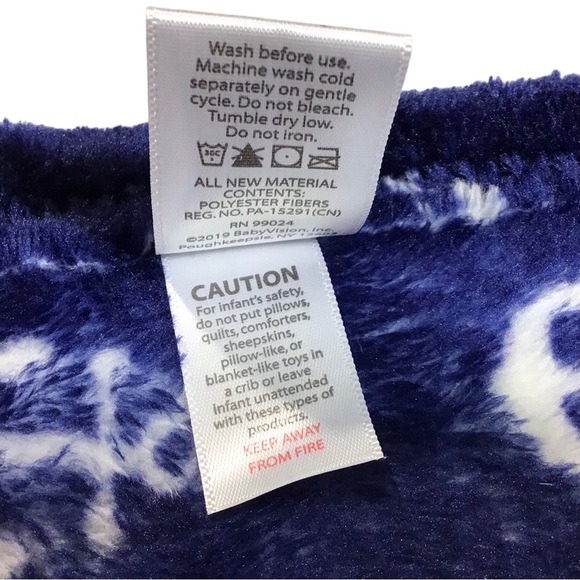 Wash before use.
Machine wash cold
separately on gentle
cycle. Do not bleach.
Tumble dry low.
Do not iron.
30C
ALL NEW MATERIAL
CONTENTS:
POLYESTER FIBERS
REG. NO. PA-15291(CN)
RN 99024
©2019 BabyVision, Inc.
Poughkeepsie, NY
CAUTION
For infant's safety,
do not put pillows,
quilts, comforters,
sheepskins,
pillow-like, or
blanket-like toys in
a crib or leave
Infant unattended
with these types of
products.
KEEP AWAY
FROM FIRE